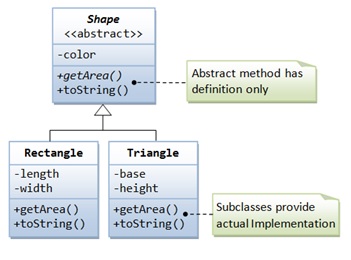 Shape
<<abstract>>
-color
+getArea()
+toString()
Abstract method has
definition only
Rectangle
-length
-width
+getArea()
+toString()
Triangle
-base
-height
+getArea()
+toString()
Subclasses provide
actual Implementation